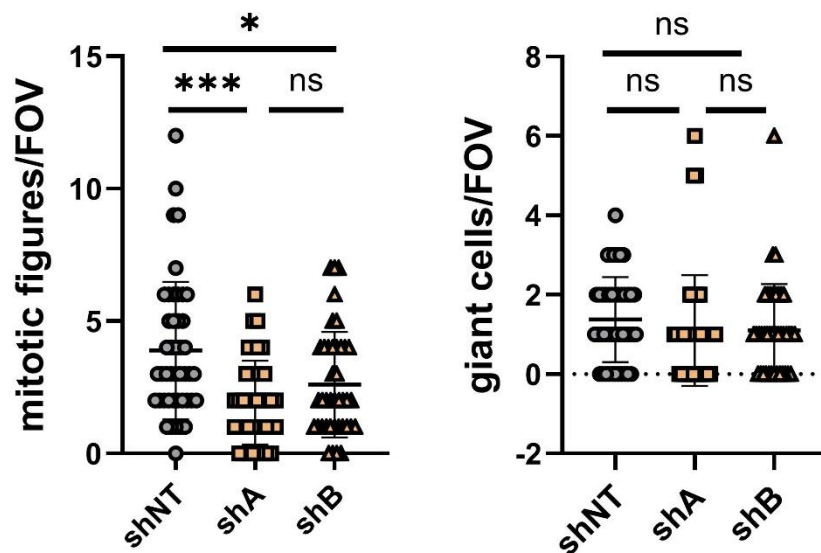 mitotic figures/FOV
15
10
5
0
*
***
ns
shNT
shA
shB
giant cells/FOV
8
6
4
2
0
-2
ns
ns
ns
shNT
shA
shB